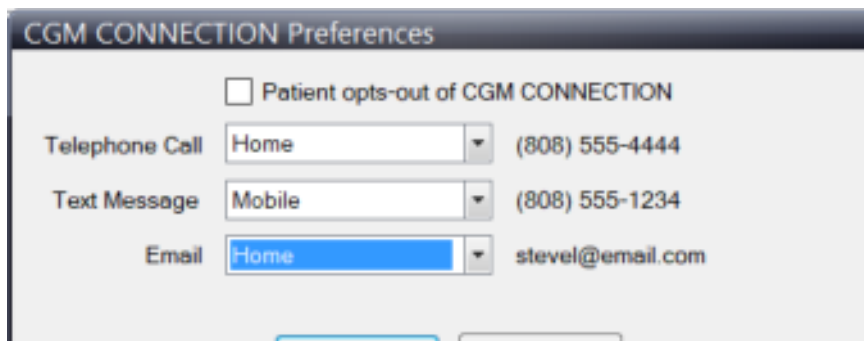 CGM CONNECTION Preferences
Patient opts-out of CGM CONNECTION
Telephone Call Home (808) 555-4444
Text Message Mobile (808) 555-1234
Email Home stevel@email.com